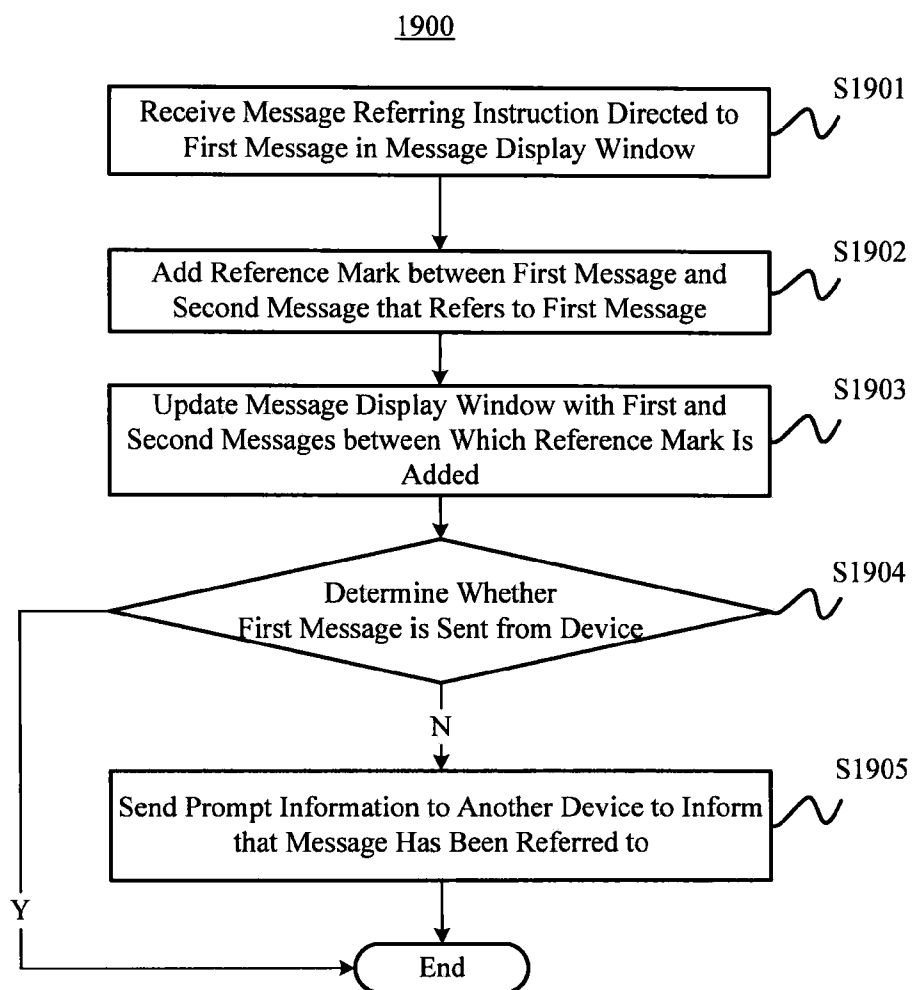 1900
S1901
Receive Message Referring Instruction Directed to
First Message in Message Display Window
S1902
Add Reference Mark between First Message and
Second Message that Refers to First Message
S1903
Update Message Display Window with First and
Second Messages between Which Reference Mark Is
Added
S1904
Determine Whether
First Message is Sent from Device
N
S1905
Send Prompt Information to Another Device to Inform
that Message Has Been Referred to
Y
End